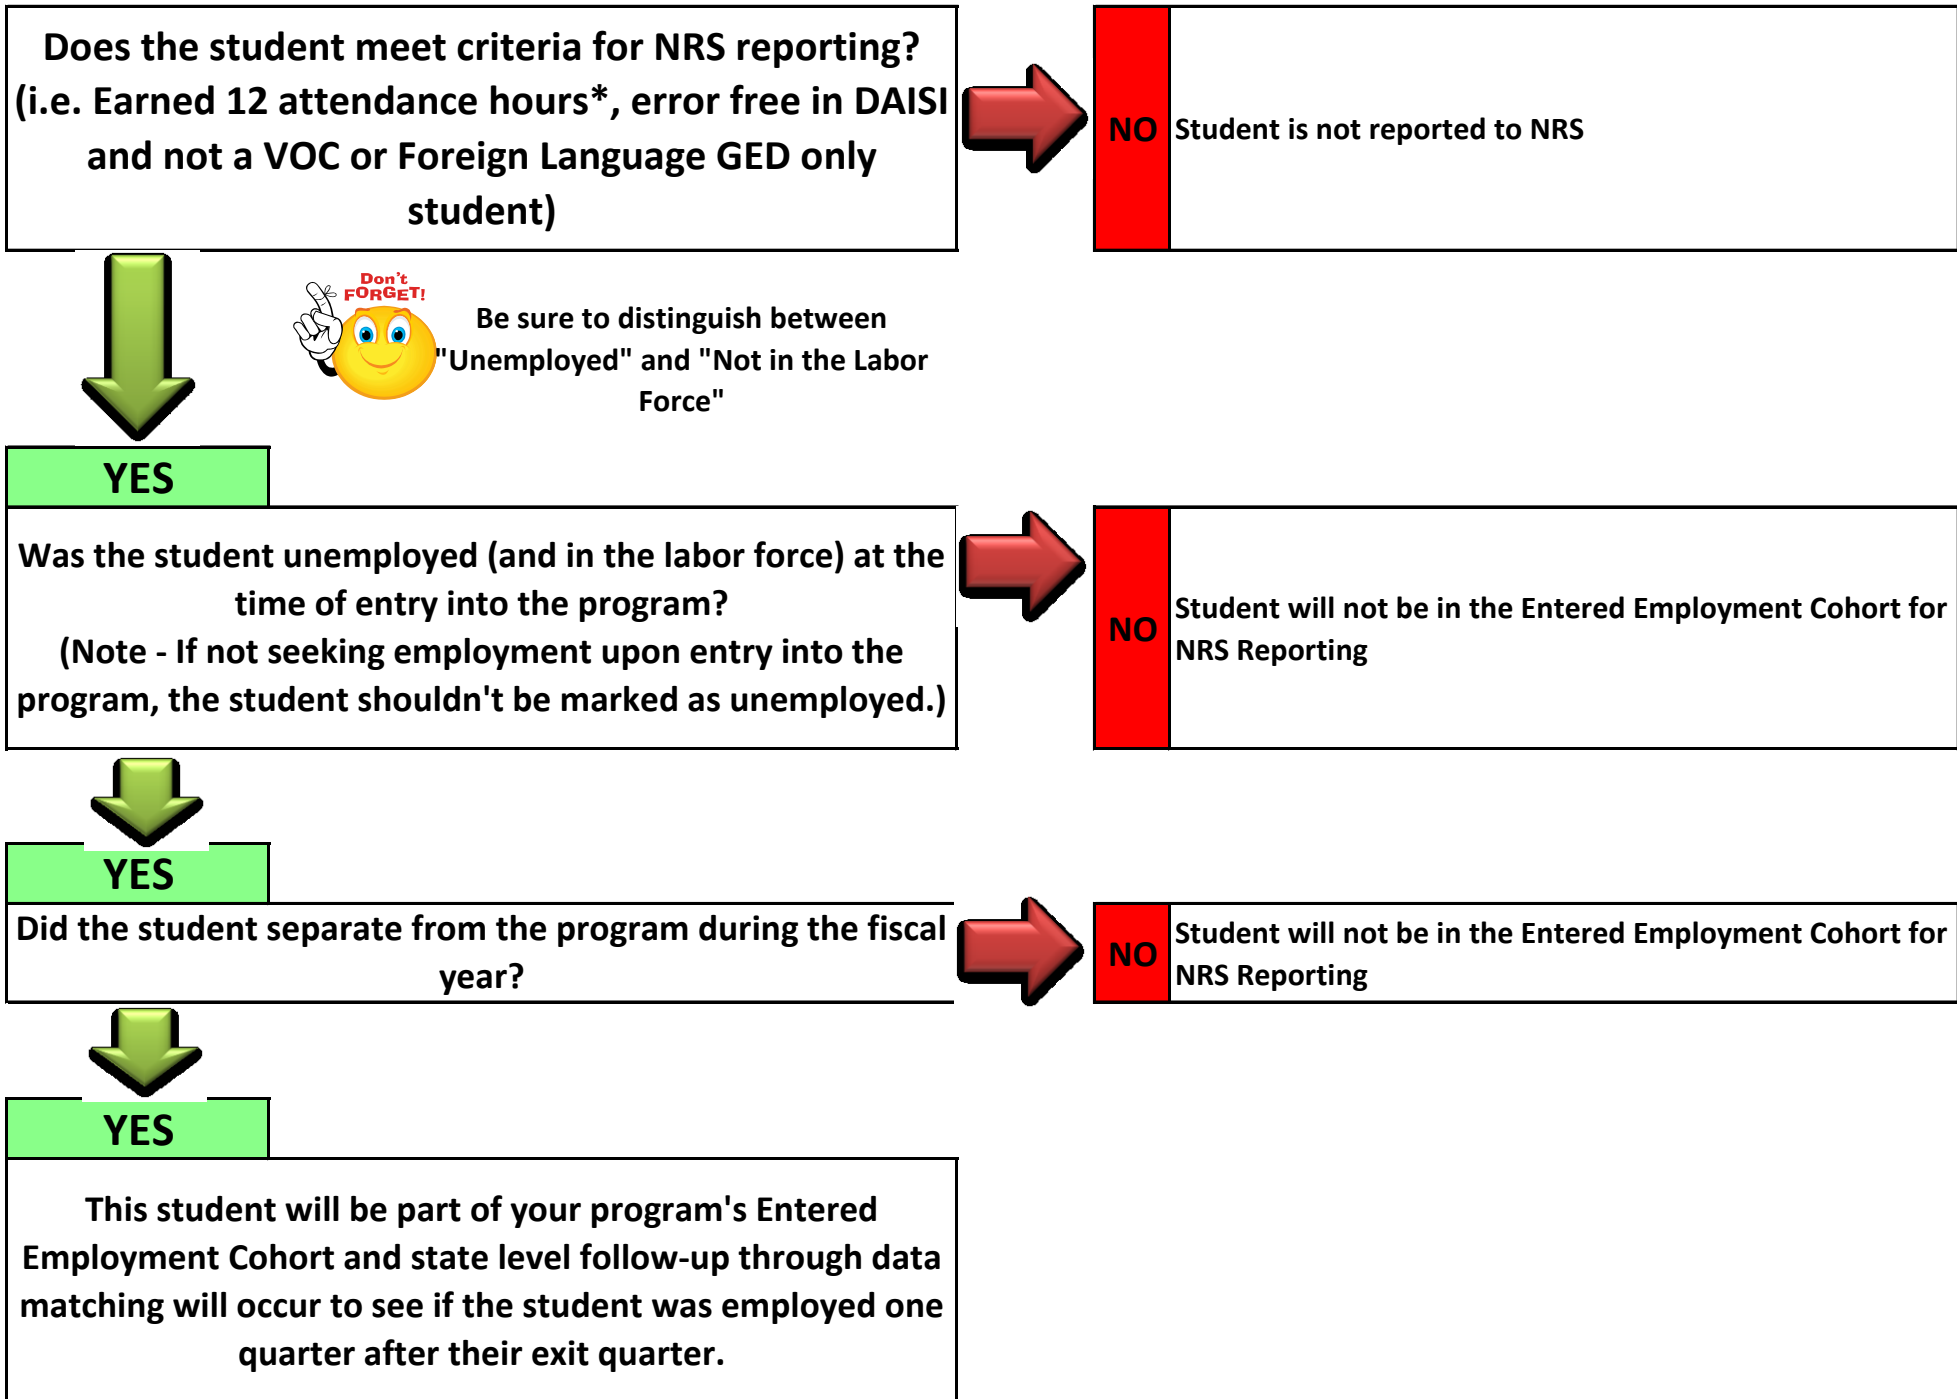 Does the student meet criteria for NRS reporting?
(i.e. Earned 12 attendance hours*, error free in DAISI
and not a VOC or Foreign Language GED only
student)
NO
Student is not reported to NRS
Don't
FORGET!
Be sure to distinguish between
"Unemployed" and "Not in the Labor
Force"
YES
Was the student unemployed (and in the labor force) at the
time of entry into the program?
(Note - If not seeking employment upon entry into the
program, the student shouldn't be marked as unemployed.)
NO
Student will not be in the Entered Employment Cohort for
NRS Reporting
YES
Did the student separate from the program during the fiscal
year?
NO
Student will not be in the Entered Employment Cohort for
NRS Reporting
YES
This student will be part of your program's Entered
Employment Cohort and state level follow-up through data
matching will occur to see if the student was employed one
quarter after their exit quarter.